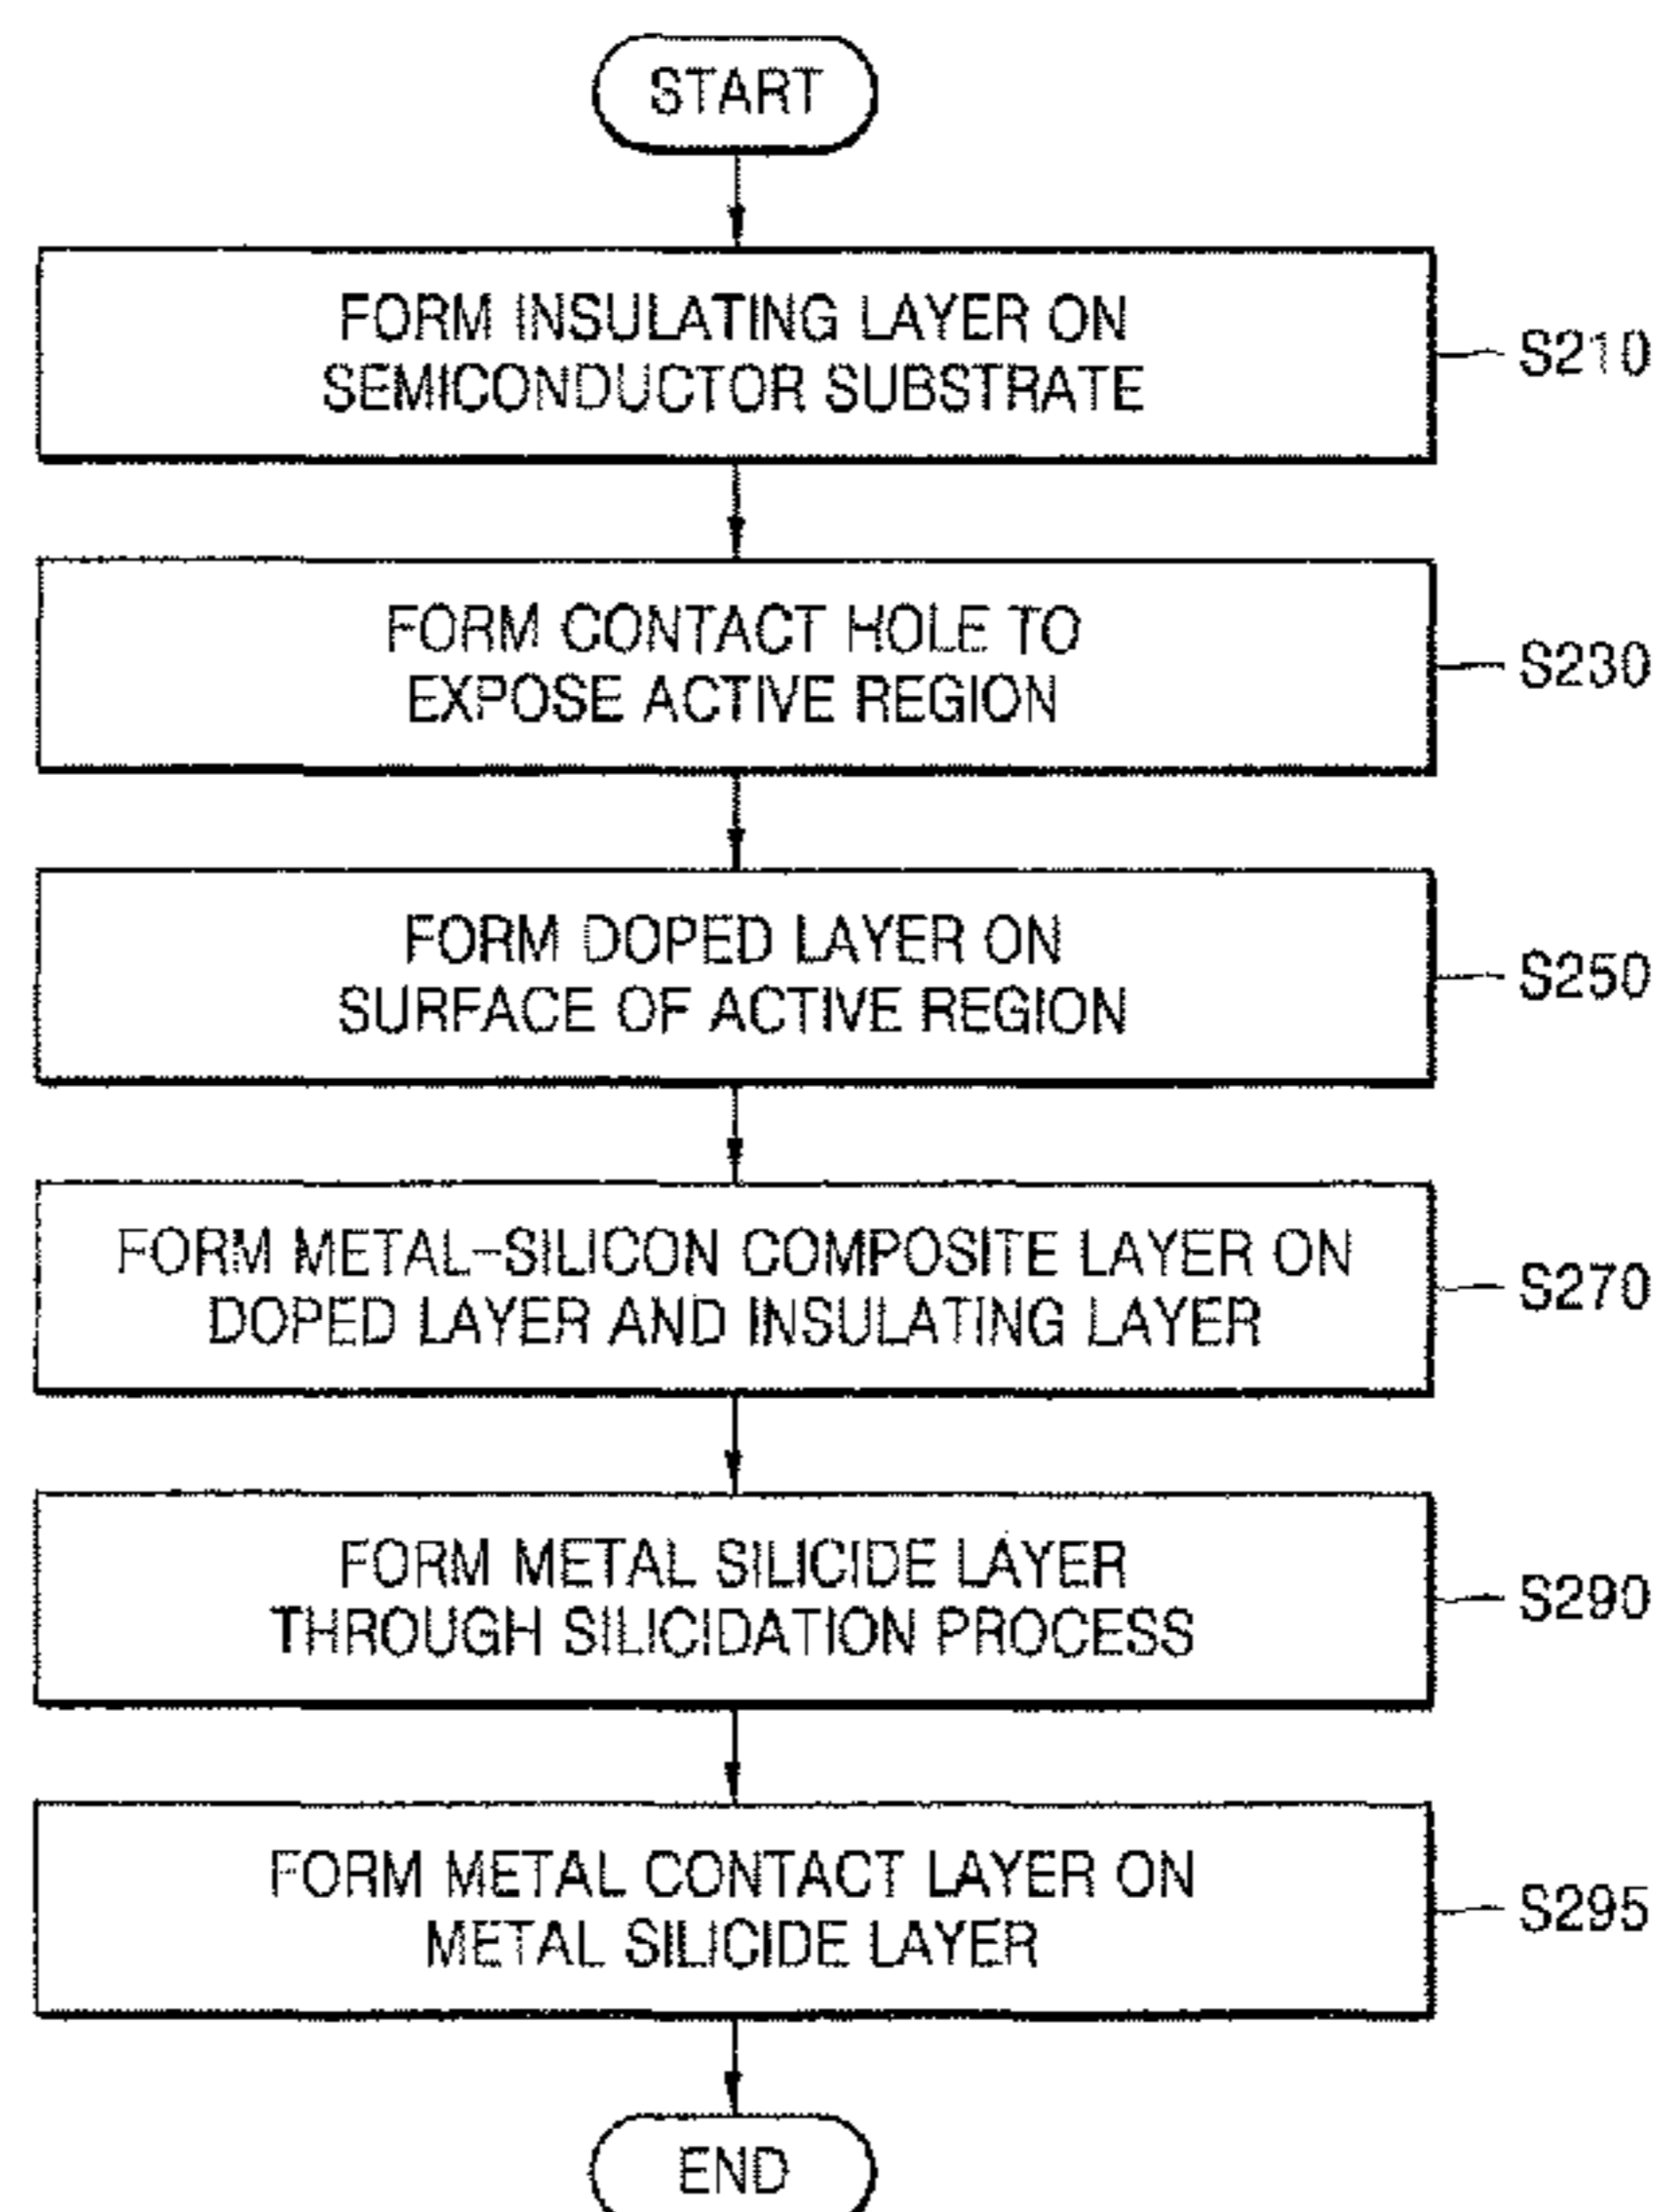 START
FORM INSULATING LAYER ON
SEMICONDUCTOR SUBSTRATE
S210
FORM CONTACT HOLE TO
EXPOSE ACTIVE REGION
S230
FORM DOPED LAYER ON
SURFACE OF ACTIVE REGION
S250
FORM METAL-SILICON COMPOSITE LAYER ON
DOPED LAYER AND INSULATING LAYER
S270
FORM METAL SILICIDE LAYER
THROUGH SILICIDATION PROCESS
S290
FORM METAL CONTACT LAYER ON
METAL SILICIDE LAYER
S295
END